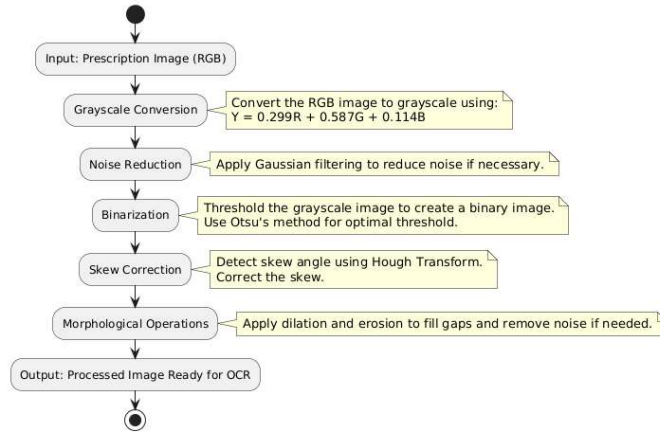 Input: Prescription Image (RGB)
Grayscale Conversion
Convert the RGB image to grayscale using:
Y = 0.299R + 0.587G + 0.114B
Noise Reduction
Apply Gaussian filtering to reduce noise if necessary.
Binarization
Threshold the grayscale image to create a binary image.
Use Otsu's method for optimal threshold.
Skew Correction
Detect skew angle using Hough Transform.
Correct the skew.
Morphological Operations
Apply dilation and erosion to fill gaps and remove noise if needed.
Output: Processed Image Ready for OCR